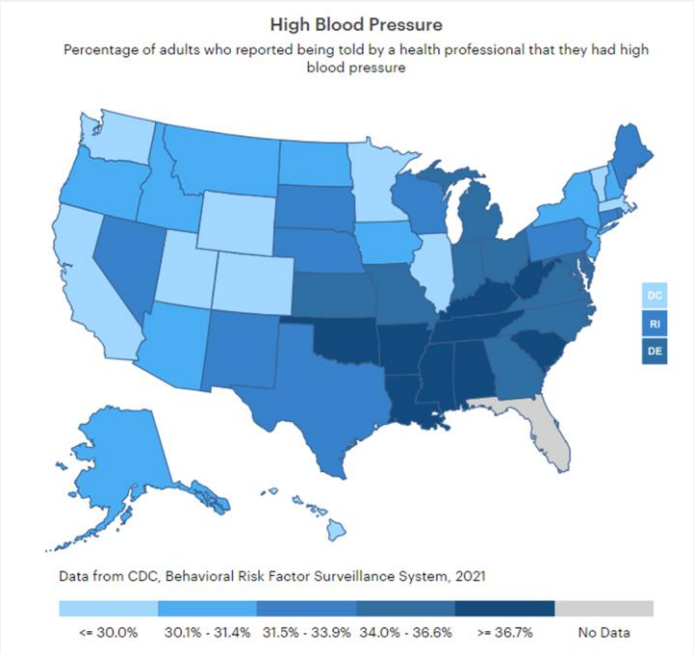 High Blood Pressure
Percentage of adults who reported being told by a health professional that they had high
blood pressure
DC
RI
DE
Data from CDC, Behavioral Risk Factor Surveillance System, 2021
<= 30.0%
30.1% - 31.4%
31.5% - 33.9%
34.0% - 36.6%
>= 36.7%
No Data